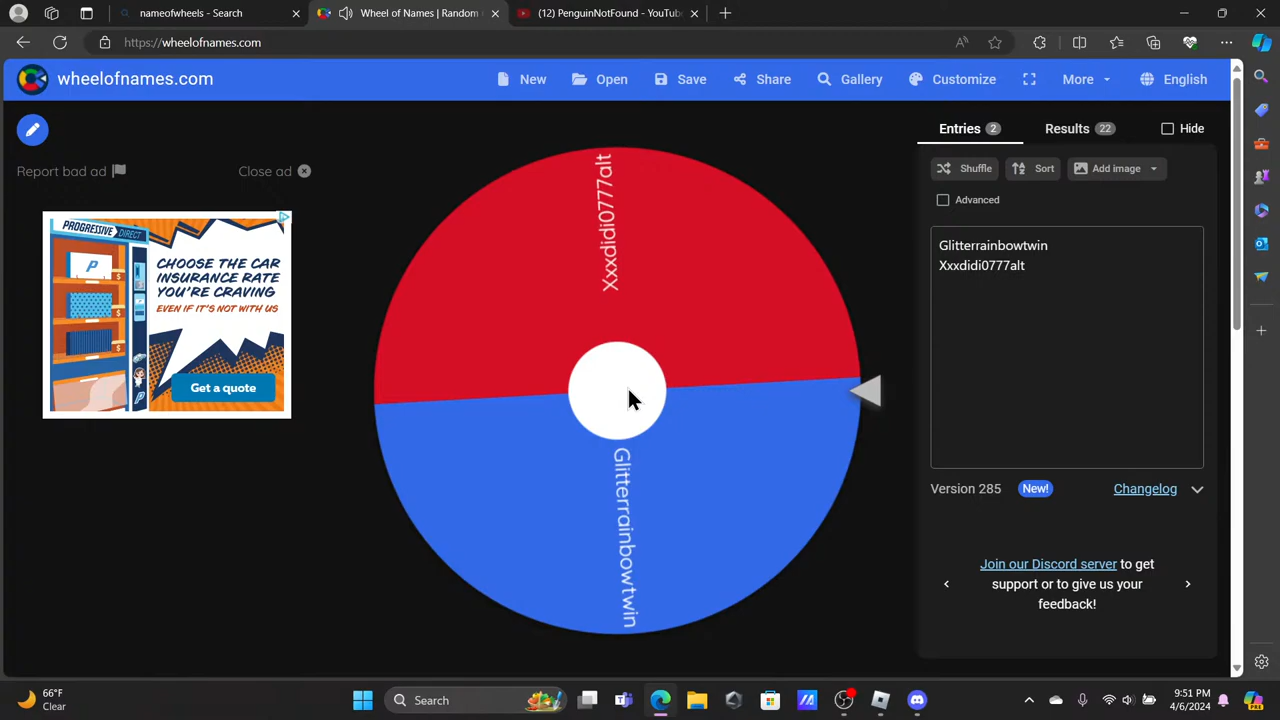 nameofwheels - Search
Wheel of Names | Random
(12) PenguinNotFound - YouTube
https://wheelofnames.com
wheelofnames.com
New
Open
Save
Share
Gallery
Customize
More
English
Report bad ad
Close ad
PROGRESSIVE DIRECT
P
CHOOSE THE CAR
INSURANCE RATE
YOU'RE CRAVING
EVEN IF IT'S NOT WITH US
Get a quote
Xxxdidi0777alt
Glitterrainbowtwin
Entries 2
Results 22
Hide
Shuffle
Sort
Add image
Advanced
Glitterrainbowtwin
Xxxdidi0777alt
Version 285 New! Changelog
Join our Discord server to get
support or to give us your
feedback!
66°F
Clear
Search
9:51 PM
4/6/2024